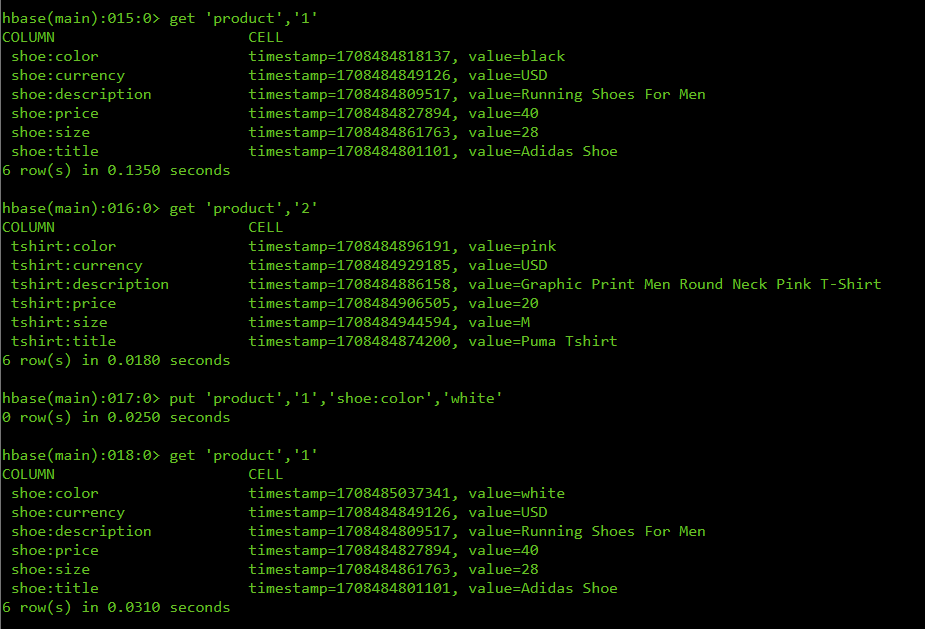 hbase(main):015:0> get 'product','1'
COLUMN                      CELL
 shoe:color                 timestamp=1708484818137, value=black
 shoe:currency              timestamp=1708484849126, value=USD
 shoe:description           timestamp=1708484809517, value=Running Shoes For Men
 shoe:price                 timestamp=1708484827894, value=40
 shoe:size                  timestamp=1708484861763, value=28
 shoe:title                 timestamp=1708484801101, value=Adidas Shoe
6 row(s) in 0.1350 seconds

hbase(main):016:0> get 'product','2'
COLUMN                      CELL
 tshirt:color               timestamp=1708484896191, value=pink
 tshirt:currency            timestamp=1708484929185, value=USD
 tshirt:description         timestamp=1708484886158, value=Graphic Print Men Round Neck Pink T-Shirt
 tshirt:price               timestamp=1708484906505, value=20
 tshirt:size                timestamp=1708484944594, value=M
 tshirt:title               timestamp=1708484874200, value=Puma Tshirt
6 row(s) in 0.0180 seconds

hbase(main):017:0> put 'product','1','shoe:color','white'
0 row(s) in 0.0250 seconds

hbase(main):018:0> get 'product','1'
COLUMN                      CELL
 shoe:color                 timestamp=1708485037341, value=white
 shoe:currency              timestamp=1708484849126, value=USD
 shoe:description           timestamp=1708484809517, value=Running Shoes For Men
 shoe:price                 timestamp=1708484827894, value=40
 shoe:size                  timestamp=1708484861763, value=28
 shoe:title                 timestamp=1708484801101, value=Adidas Shoe
6 row(s) in 0.0310 seconds